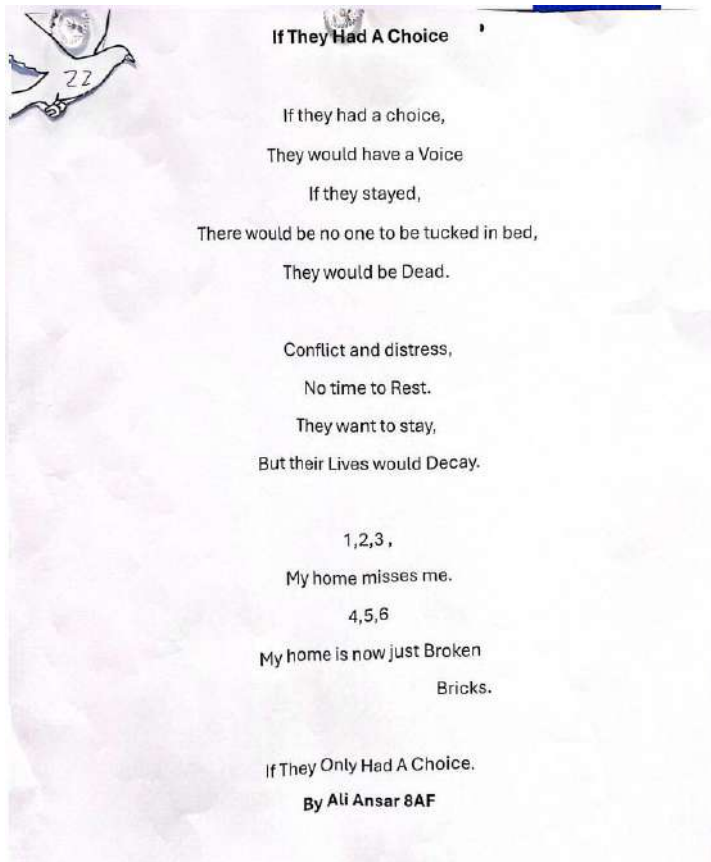 If They Had A Choice
22
If they had a choice,
They would have a Voice
If they stayed,
There would be no one to be tucked in bed,
They would be Dead.
Conflict and distress,
No time to Rest.
They want to stay,
But their Lives would Decay.
1,2,3,
My home misses me.
4,5,6
My home is now just Broken
Bricks.
If They Only Had A Choice.
By Ali Ansar 8AF